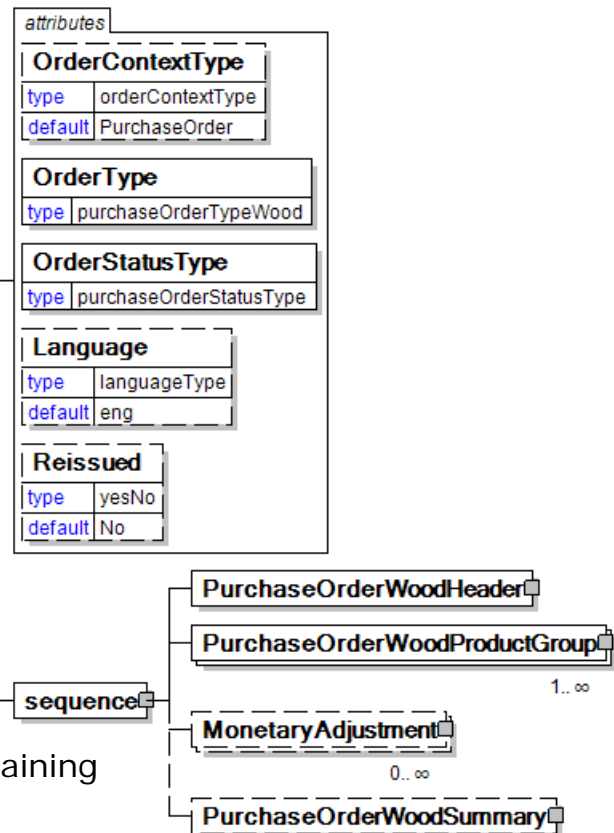 attributes
OrderContextType
type orderContextType
default PurchaseOrder
OrderType
type purchaseOrderTypeWood
OrderStatusType
type purchaseOrderStatusType
Language
type languageType
default eng
Reissued
type yesNo
default No
PurchaseOrderWoodHeader
PurchaseOrderWoodProductGroup
1.. ∞
sequence
MonetaryAdjustment
aining
0.. ∞
PurchaseOrderWoodSummary